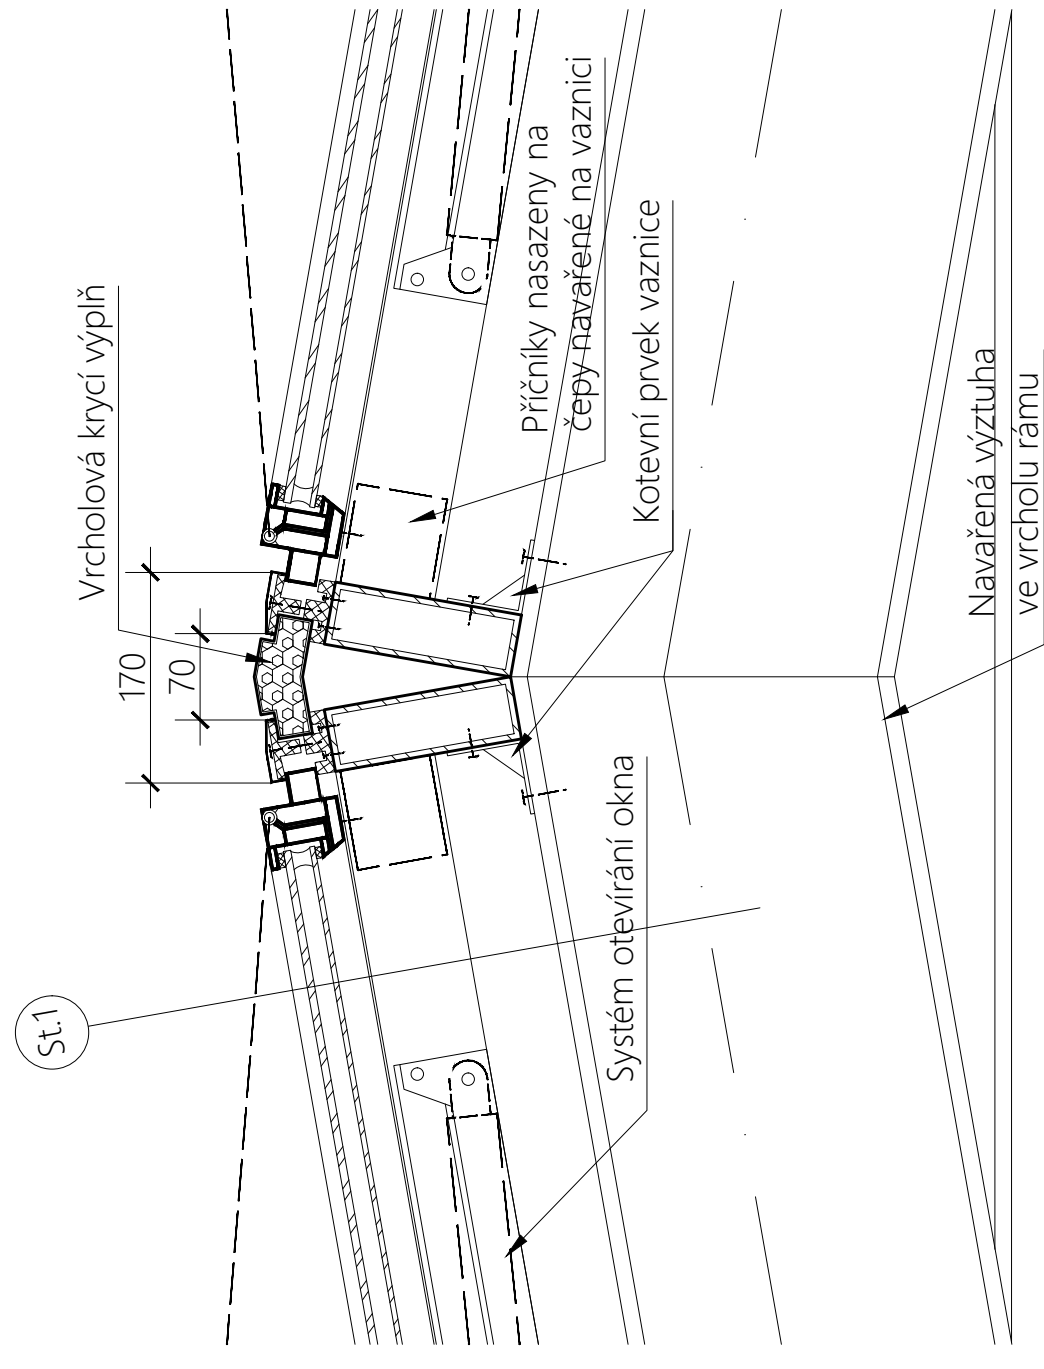 St.1
Vrcholová krycí výplň
170
70
Příčníky nasazeny na
čepy navařené na vaznici
Kotevní prvek vaznice
Systém otevírání okna
Navařená výztuha
ve vrcholu rámu